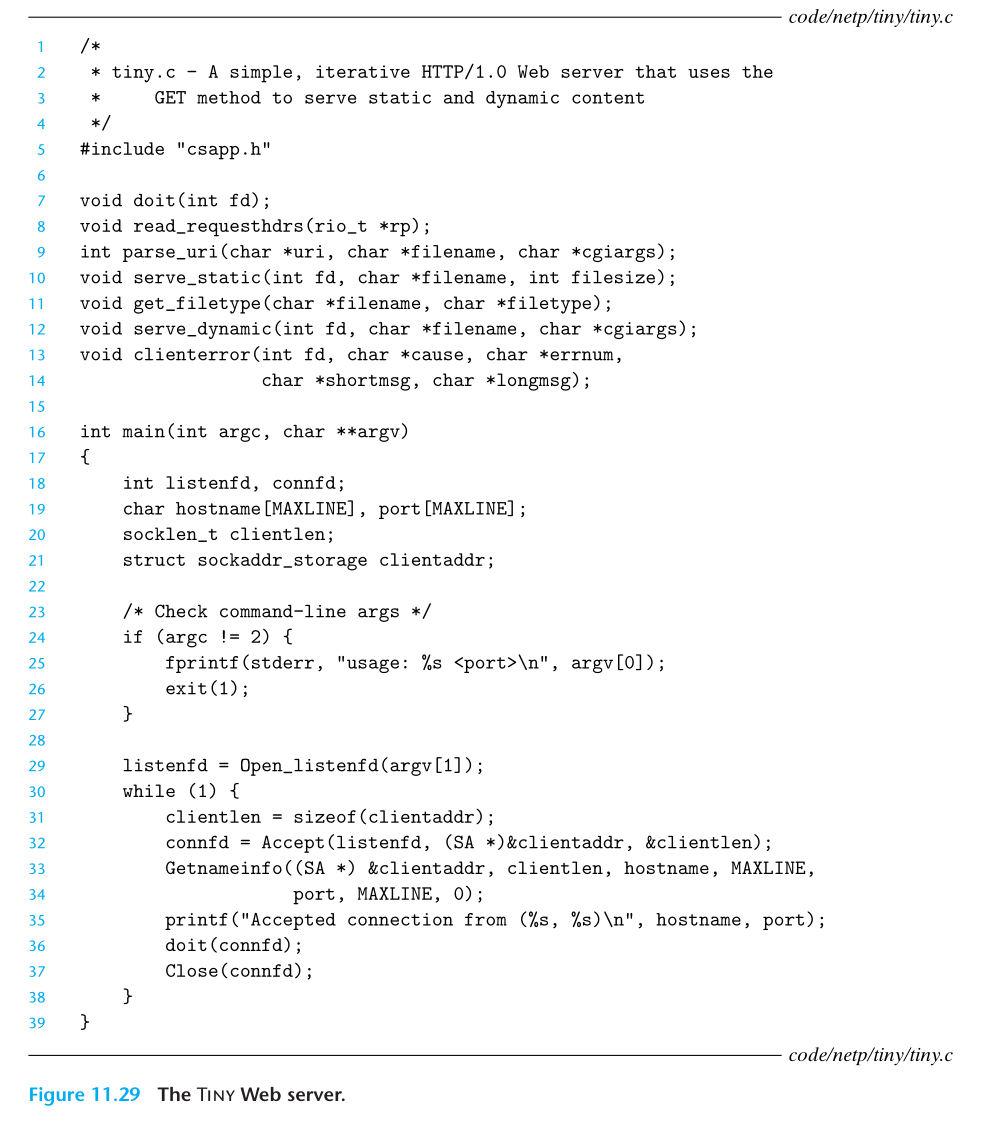 code/netp/tiny/tiny.c
1 /*
2  * tiny.c - A simple, iterative HTTP/1.0 Web server that uses the
3  *     GET method to serve static and dynamic content
4  */
5 #include "csapp.h"
6
7 void doit(int fd);
8 void read_requesthdrs(rio_t *rp);
9 int parse_uri(char *uri, char *filename, char *cgiargs);
10 void serve_static(int fd, char *filename, int filesize);
11 void get_filetype(char *filename, char *filetype);
12 void serve_dynamic(int fd, char *filename, char *cgiargs);
13 void clienterror(int fd, char *cause, char *errnum,
14                  char *shortmsg, char *longmsg);
15
16 int main(int argc, char **argv)
17 {
18     int listenfd, connfd;
19     char hostname[MAXLINE], port[MAXLINE];
20     socklen_t clientlen;
21     struct sockaddr_storage clientaddr;
22
23     /* Check command-line args */
24     if (argc != 2) {
25         fprintf(stderr, "usage: %s <port>\n", argv[0]);
26         exit(1);
27     }
28
29     listenfd = Open_listenfd(argv[1]);
30     while (1) {
31         clientlen = sizeof(clientaddr);
32         connfd = Accept(listenfd, (SA *)&clientaddr, &clientlen);
33         Getnameinfo((SA *) &clientaddr, clientlen, hostname, MAXLINE,
34                     port, MAXLINE, 0);
35         printf("Accepted connection from (%s, %s)\n", hostname, port);
36         doit(connfd);
37         Close(connfd);
38     }
39 }
code/netp/tiny/tiny.c
Figure 11.29 The TINY Web server.